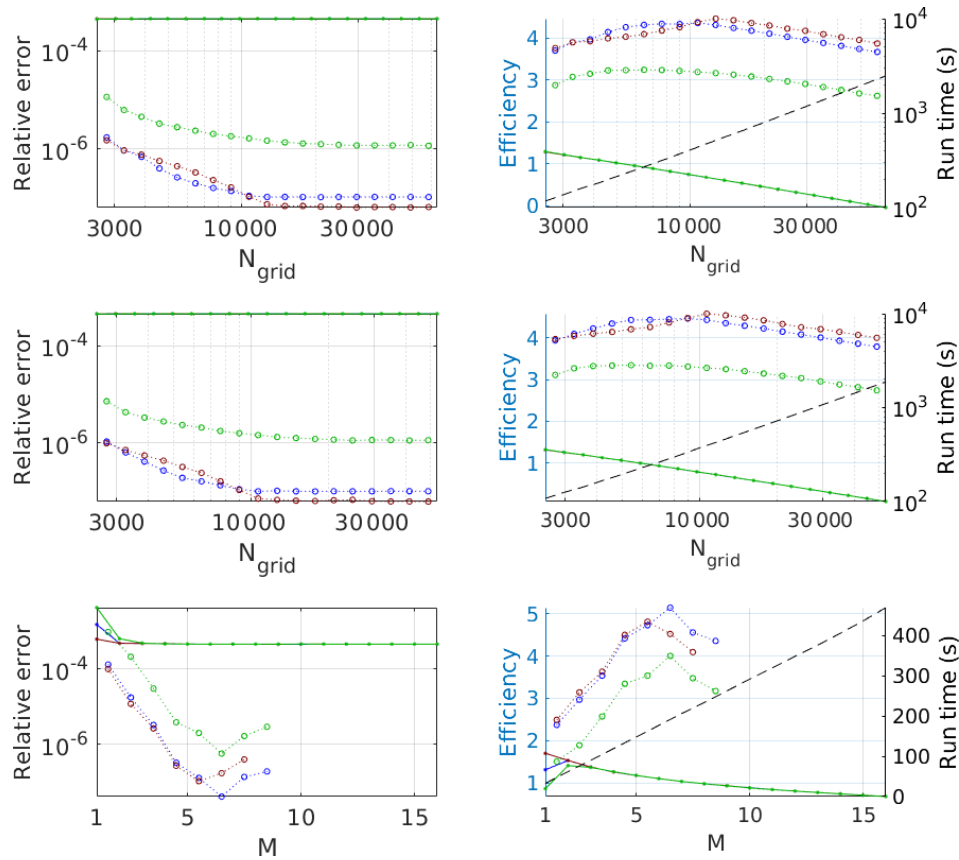 Relative error
10^-4
10^-6
3000 10 000 30 000
N_grid
Efficiency
4
3
2
1
0
3000 10 000 30 000
N_grid
10^4
10^3
10^2
Run time (s)
Relative error
10^-4
10^-6
3000 10 000 30 000
N_grid
Efficiency
4
3
2
1
3000 10 000 30 000
N_grid
10^4
10^3
10^2
Run time (s)
Relative error
10^-4
10^-6
1 5 10 15
M
Efficiency
5
4
3
2
1
1 5 10 15
M
400
300
200
100
0
Run time (s)